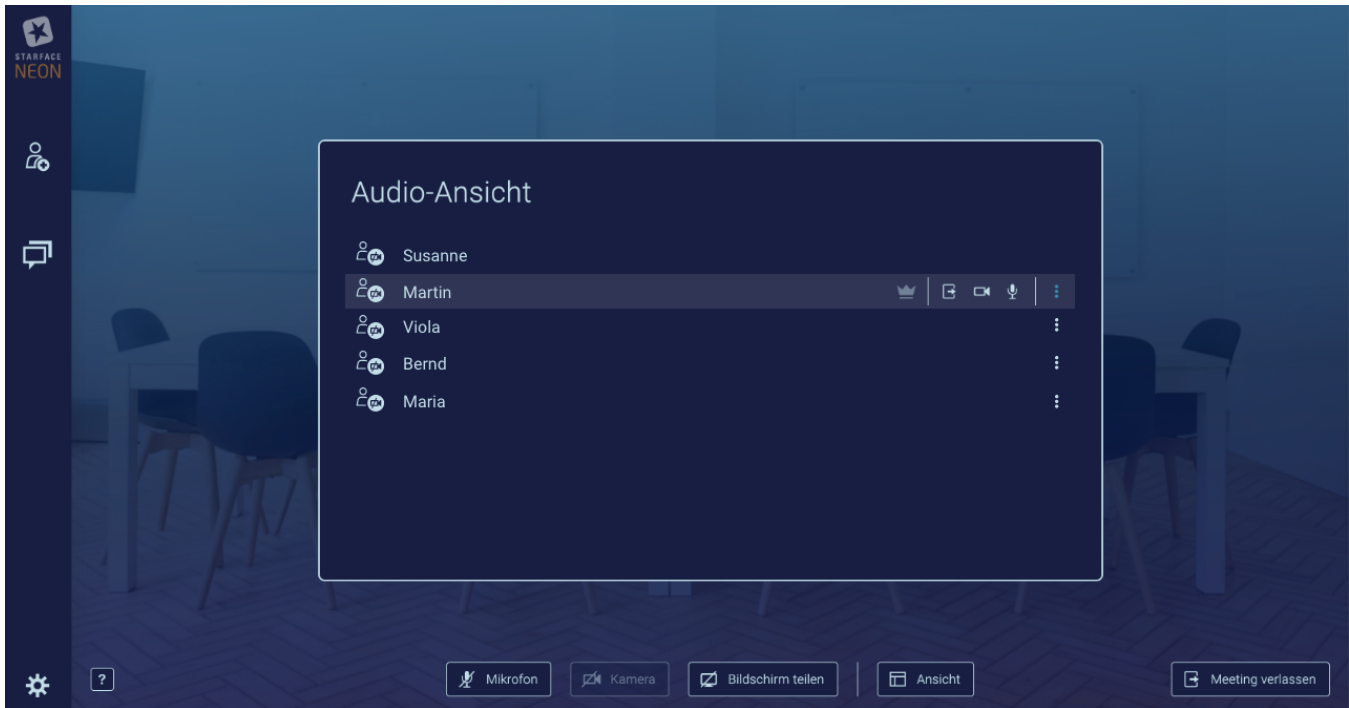 STARFACE
NEON
Audio-Ansicht
Susanne
Martin
Viola
Bernd
Maria
?
Mikrofon
Kamera
Bildschirm teilen
Ansicht
Meeting verlassen